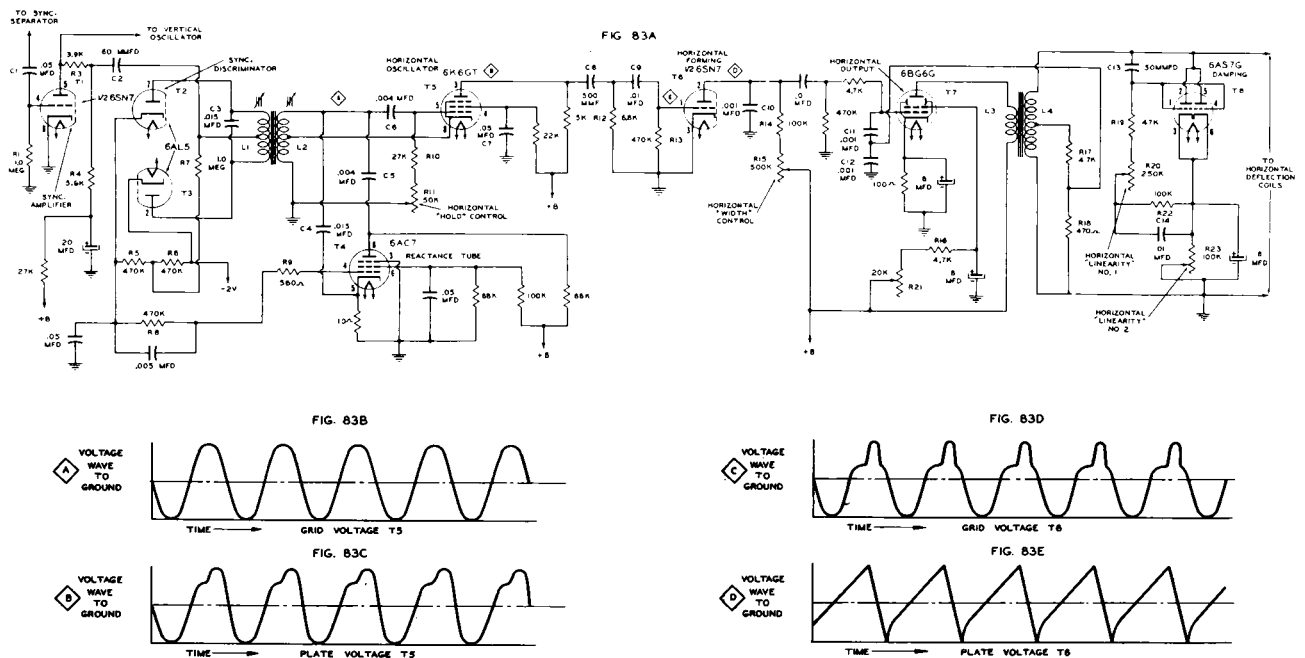 FIG 83A
TO SYNC.
SEPARATOR
TO VERTICAL
OSCILLATOR
C1
.05
MFD
3.9K
R3
T1
60 MMFD
C2
SYNC.
DISCRIMINATOR
T2
1/2 6SN7
R1
1.0
MEG
SYNC.
AMPLIFIER
R4
5.6K
6AL5
T3
C3
.015
MFD
R7
1.0
MEG
L1
L2
20
MFD
27K
+B
R5
470K
R6
470K
-2V
470K
R8
.05
MFD
.005 MFD
R9
560Ω
HORIZONTAL
OSCILLATOR
6K6GT
B
T5
A
.004 MFD
C6
27K
R10
.004
MFD
C5
R11
50K
HORIZONTAL
"HOLD" CONTROL
C4
.015
MFD
T4
6AC7
REACTANCE TUBE
10Ω
.05
MFD
68K
100K
68K
+B
.05
MFD
C7
22K
+B
C8
500
MMF
5K
R12
C9
.01
MFD
6.8K
470K
R13
HORIZONTAL
FORMING
1/2 6SN7
T6
D
.001
MFD
C10
R14
100K
R15
500K
HORIZONTAL
"WIDTH"
CONTROL
470K
4.7K
HORIZONTAL
OUTPUT
6BG6G
T7
C11
.001
MFD
C12
.001
MFD
100Ω
8
MFD
R16
4.7K
20K
R21
8
MFD
+B
L3
L4
R17
4.7K
R18
470Ω
C13
50MMFD
6AS7G
DAMPING
T8
R19
47K
R20
250K
100K
R22
C14
.01
MFD
R23
100K
8
MFD
HORIZONTAL
"LINEARITY"
NO. 1
HORIZONTAL
"LINEARITY"
NO 2
TO
HORIZONTAL
DEFLECTION
COILS
FIG. 83B
A
VOLTAGE
WAVE
TO
GROUND
TIME
GRID VOLTAGE T5
FIG. 83C
B
VOLTAGE
WAVE
TO
GROUND
TIME
PLATE VOLTAGE T5
FIG. 83D
C
VOLTAGE
WAVE
TO
GROUND
TIME
GRID VOLTAGE T6
FIG. 83E
D
VOLTAGE
WAVE
TO
GROUND
TIME
PLATE VOLTAGE T6